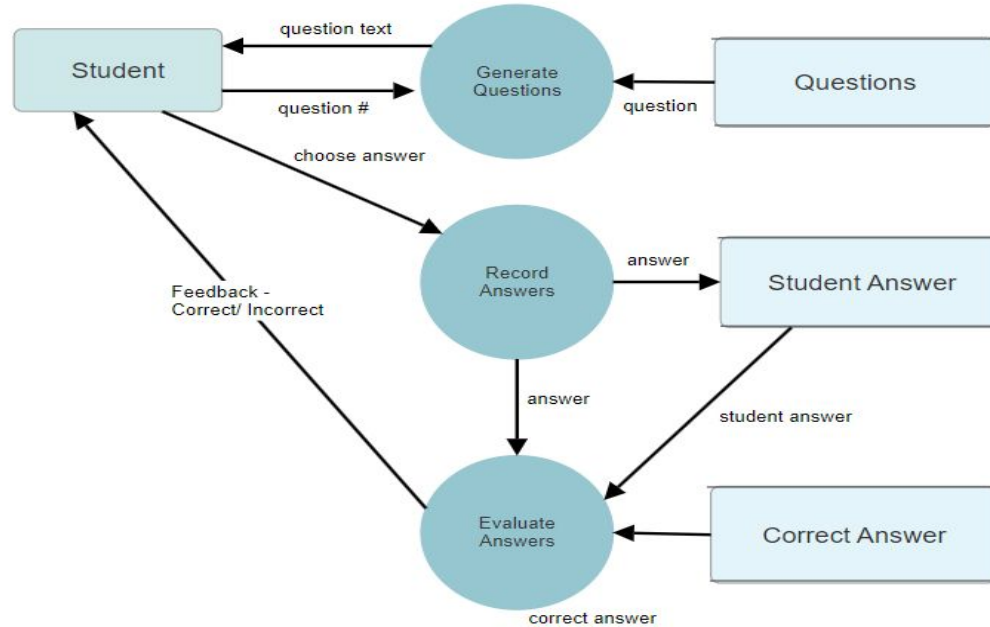 question text
Student
Generate
Questions
Questions
question #
question
choose answer
Record
Answers
answer
Student Answer
Feedback -
Correct/ Incorrect
answer
student answer
Evaluate
Answers
Correct Answer
correct answer